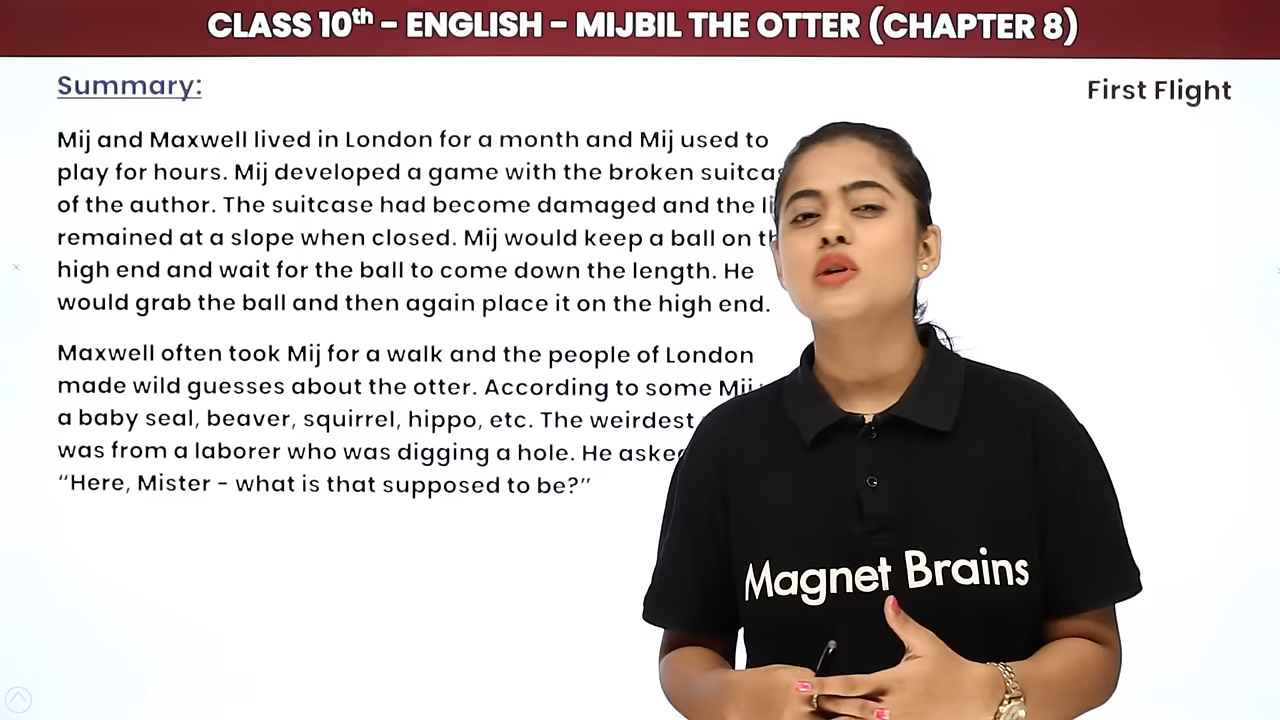 CLASS 10th - ENGLISH - MIJBIL THE OTTER (CHAPTER 8)
Summary:
First Flight
Mij and Maxwell lived in London for a month and Mij used to
play for hours. Mij developed a game with the broken
of the author. The suitcase had become damaged and the
remained at a slope when closed. Mij would keep a ball on
high end and wait for the ball to come down the length. He
would grab the ball and then again place it on the high end.
Maxwell often took Mij for a walk and the people of London
made wild guesses about the otter. According to some Mij
a baby seal, beaver, squirrel, hippo, etc. The weirdest
was from a laborer who was digging a hole. He asked
“Here, Mister - what is that supposed to be?”
Magnet Brains